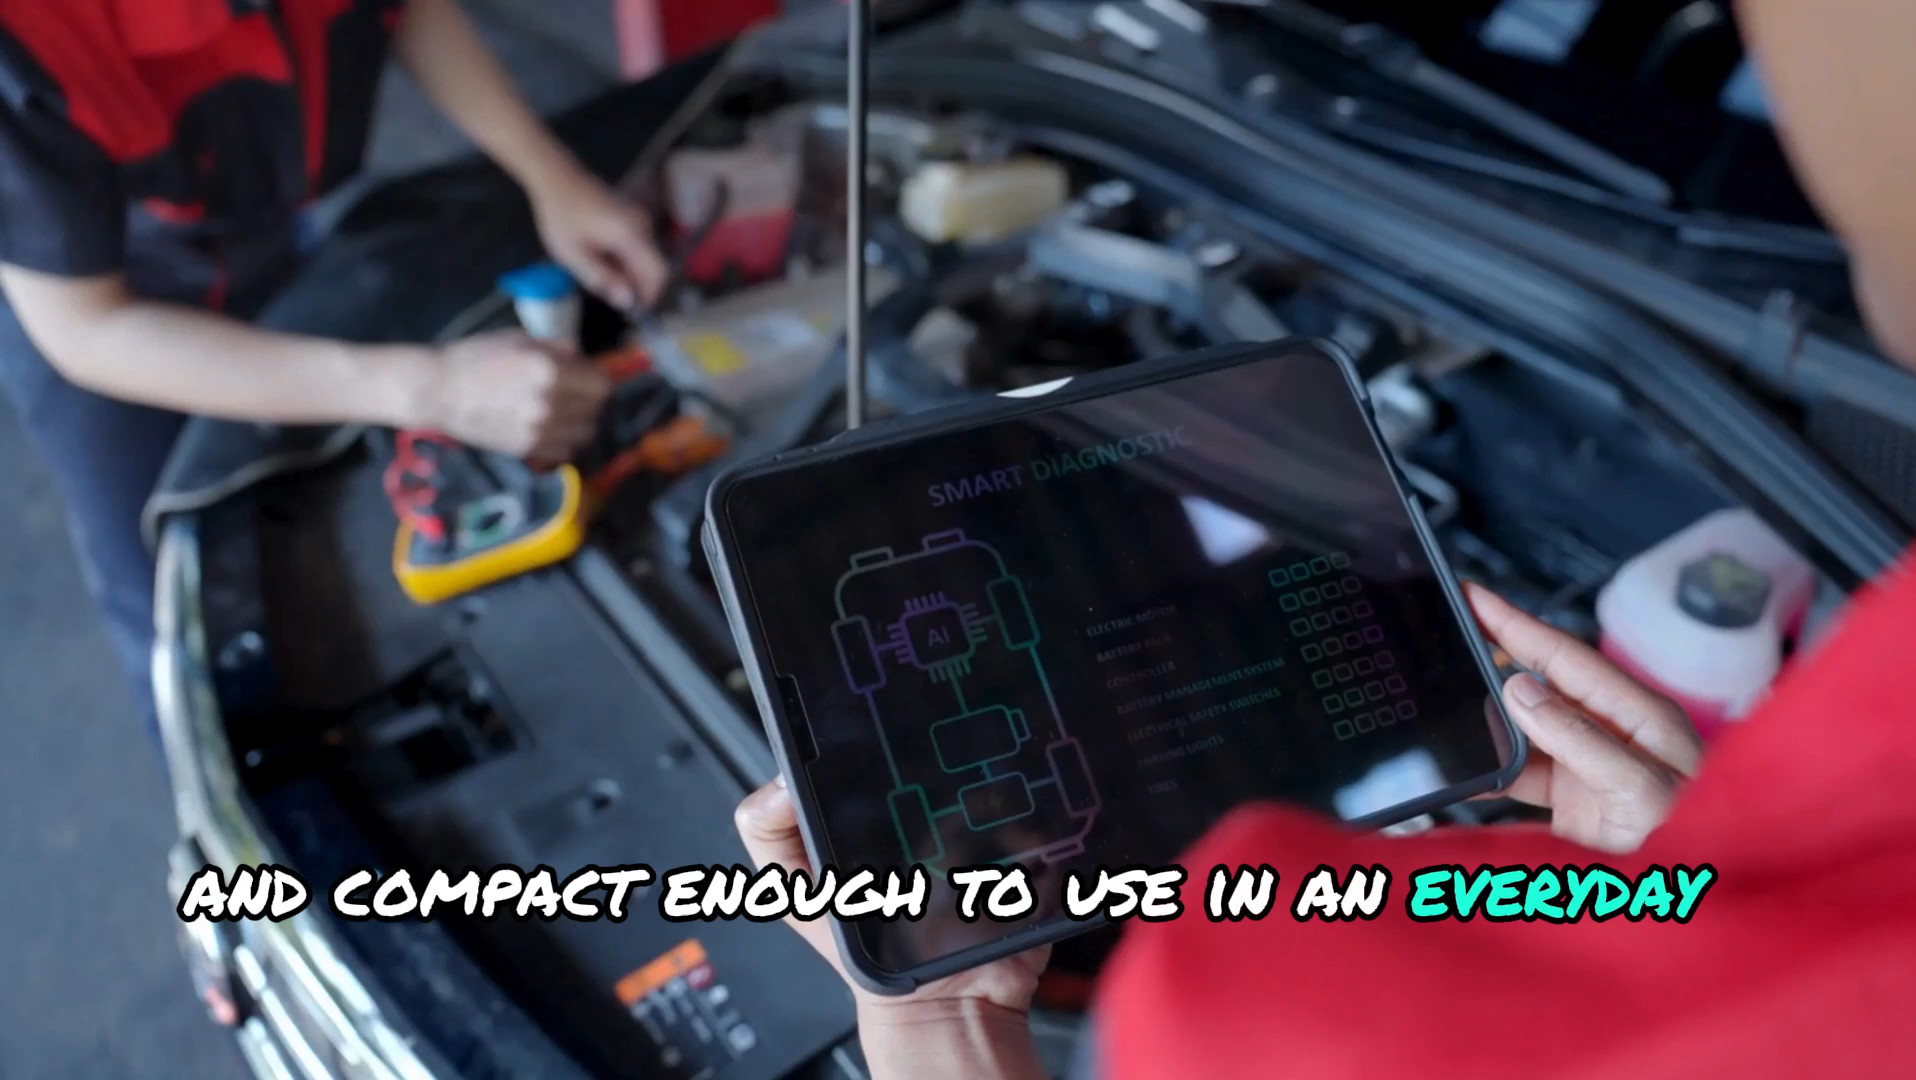 SMART DIAGNOSTIC
AI
ELECTRIC MOTOR
BATTERY PACK
CONTROLLER
BATTERY MANAGEMENT SYSTEM
ELECTRICAL SAFETY SWITCHES
PARKING LIGHTS
TIRES
AND COMPACT ENOUGH TO USE IN AN EVERYDAY